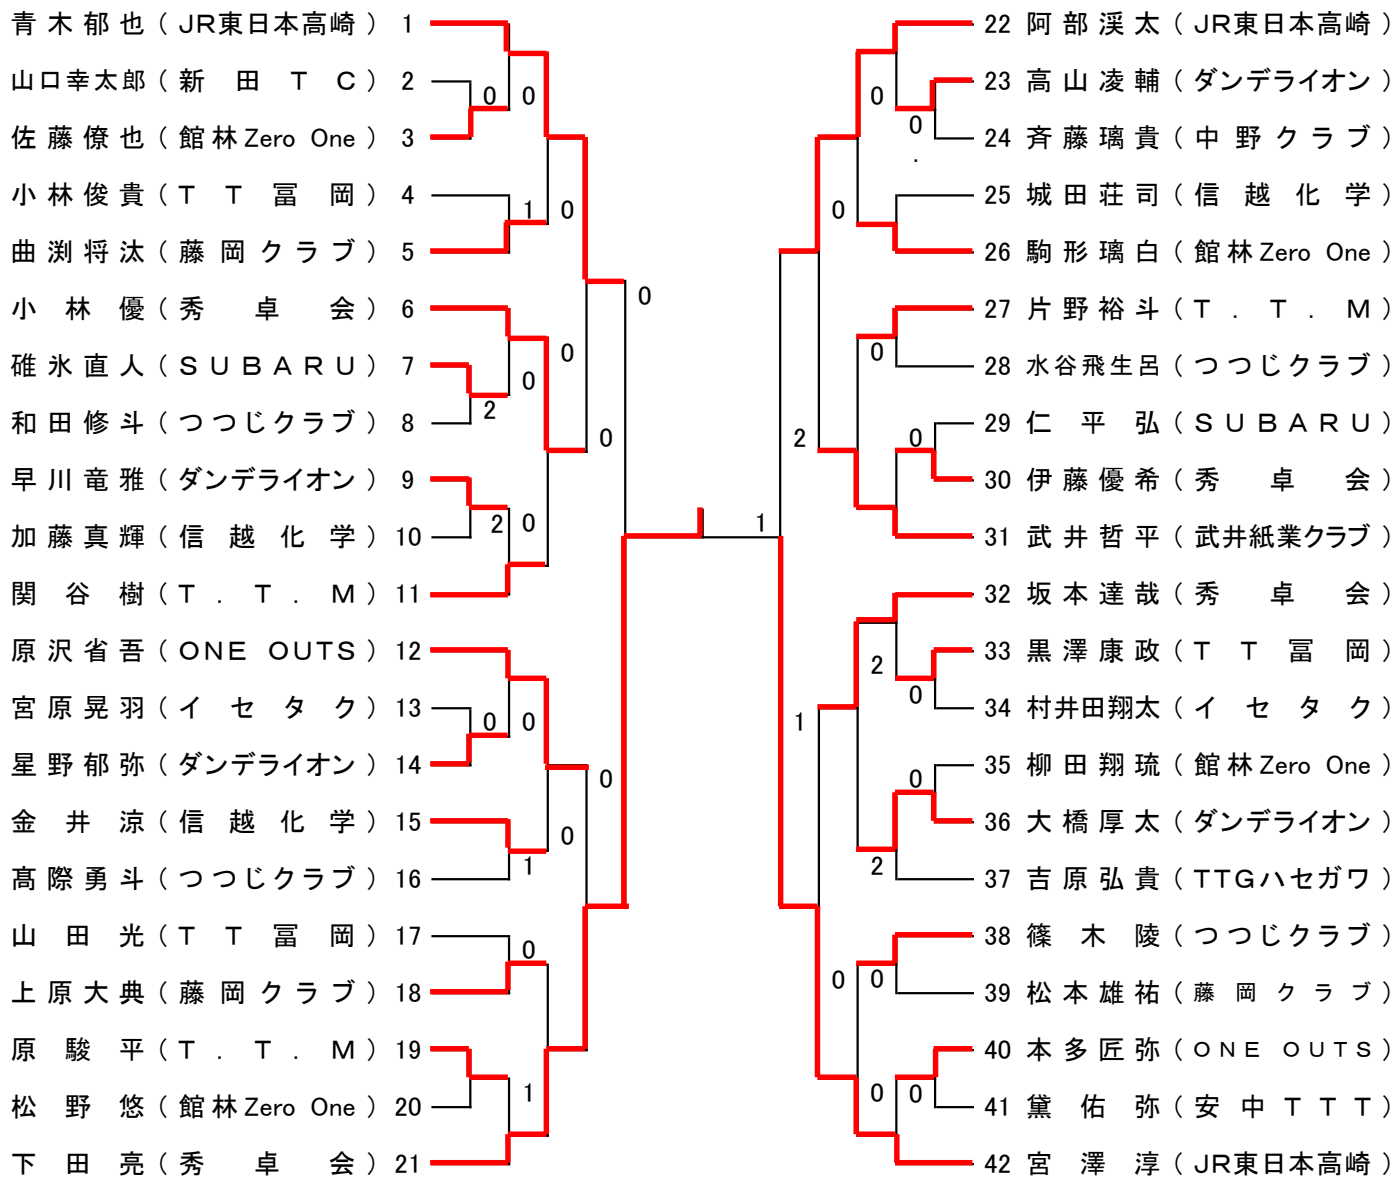 青木郁也（JR東日本高崎）1
山口幸太郎（新田ＴＣ）2
佐藤僚也（館林Zero One）3
小林俊貴（ＴＴ冨岡）4
曲渕将汰（藤岡クラブ）5
小林優（秀卓会）6
碓氷直人（ＳＵＢＡＲＵ）7
和田修斗（つつじクラブ）8
早川竜雅（ダンデライオン）9
加藤真輝（信越化学）10
関谷樹（Ｔ．Ｔ．Ｍ）11
原沢省吾（ONE OUTS）12
宮原晃羽（イセタク）13
星野郁弥（ダンデライオン）14
金井涼（信越化学）15
髙際勇斗（つつじクラブ）16
山田光（ＴＴ冨岡）17
上原大典（藤岡クラブ）18
原駿平（Ｔ．Ｔ．Ｍ）19
松野悠（館林Zero One）20
下田亮（秀卓会）21
0 0
1 0
0
0
0
2
0
2 0
0
0 0
0
0
1
0
1
1
22 阿部渓太（JR東日本高崎）
23 高山凌輔（ダンデライオン）
24 斉藤璃貴（中野クラブ）
25 城田荘司（信越化学）
26 駒形璃白（館林Zero One）
27 片野裕斗（Ｔ．Ｔ．Ｍ）
28 水谷飛生呂（つつじクラブ）
29 仁平弘（ＳＵＢＡＲＵ）
30 伊藤優希（秀卓会）
31 武井哲平（武井紙業クラブ）
32 坂本達哉（秀卓会）
33 黒澤康政（ＴＴ冨岡）
34 村井田翔太（イセタク）
35 柳田翔琉（館林Zero One）
36 大橋厚太（ダンデライオン）
37 吉原弘貴（TTGハセガワ）
38 篠木陵（つつじクラブ）
39 松本雄祐（藤岡クラブ）
40 本多匠弥（ONE OUTS）
41 黛佑弥（安中ＴＴＴ）
42 宮澤淳（JR東日本高崎）
0
0
.
0
0
2 0
2
0
1
0
2
0 0
0 0